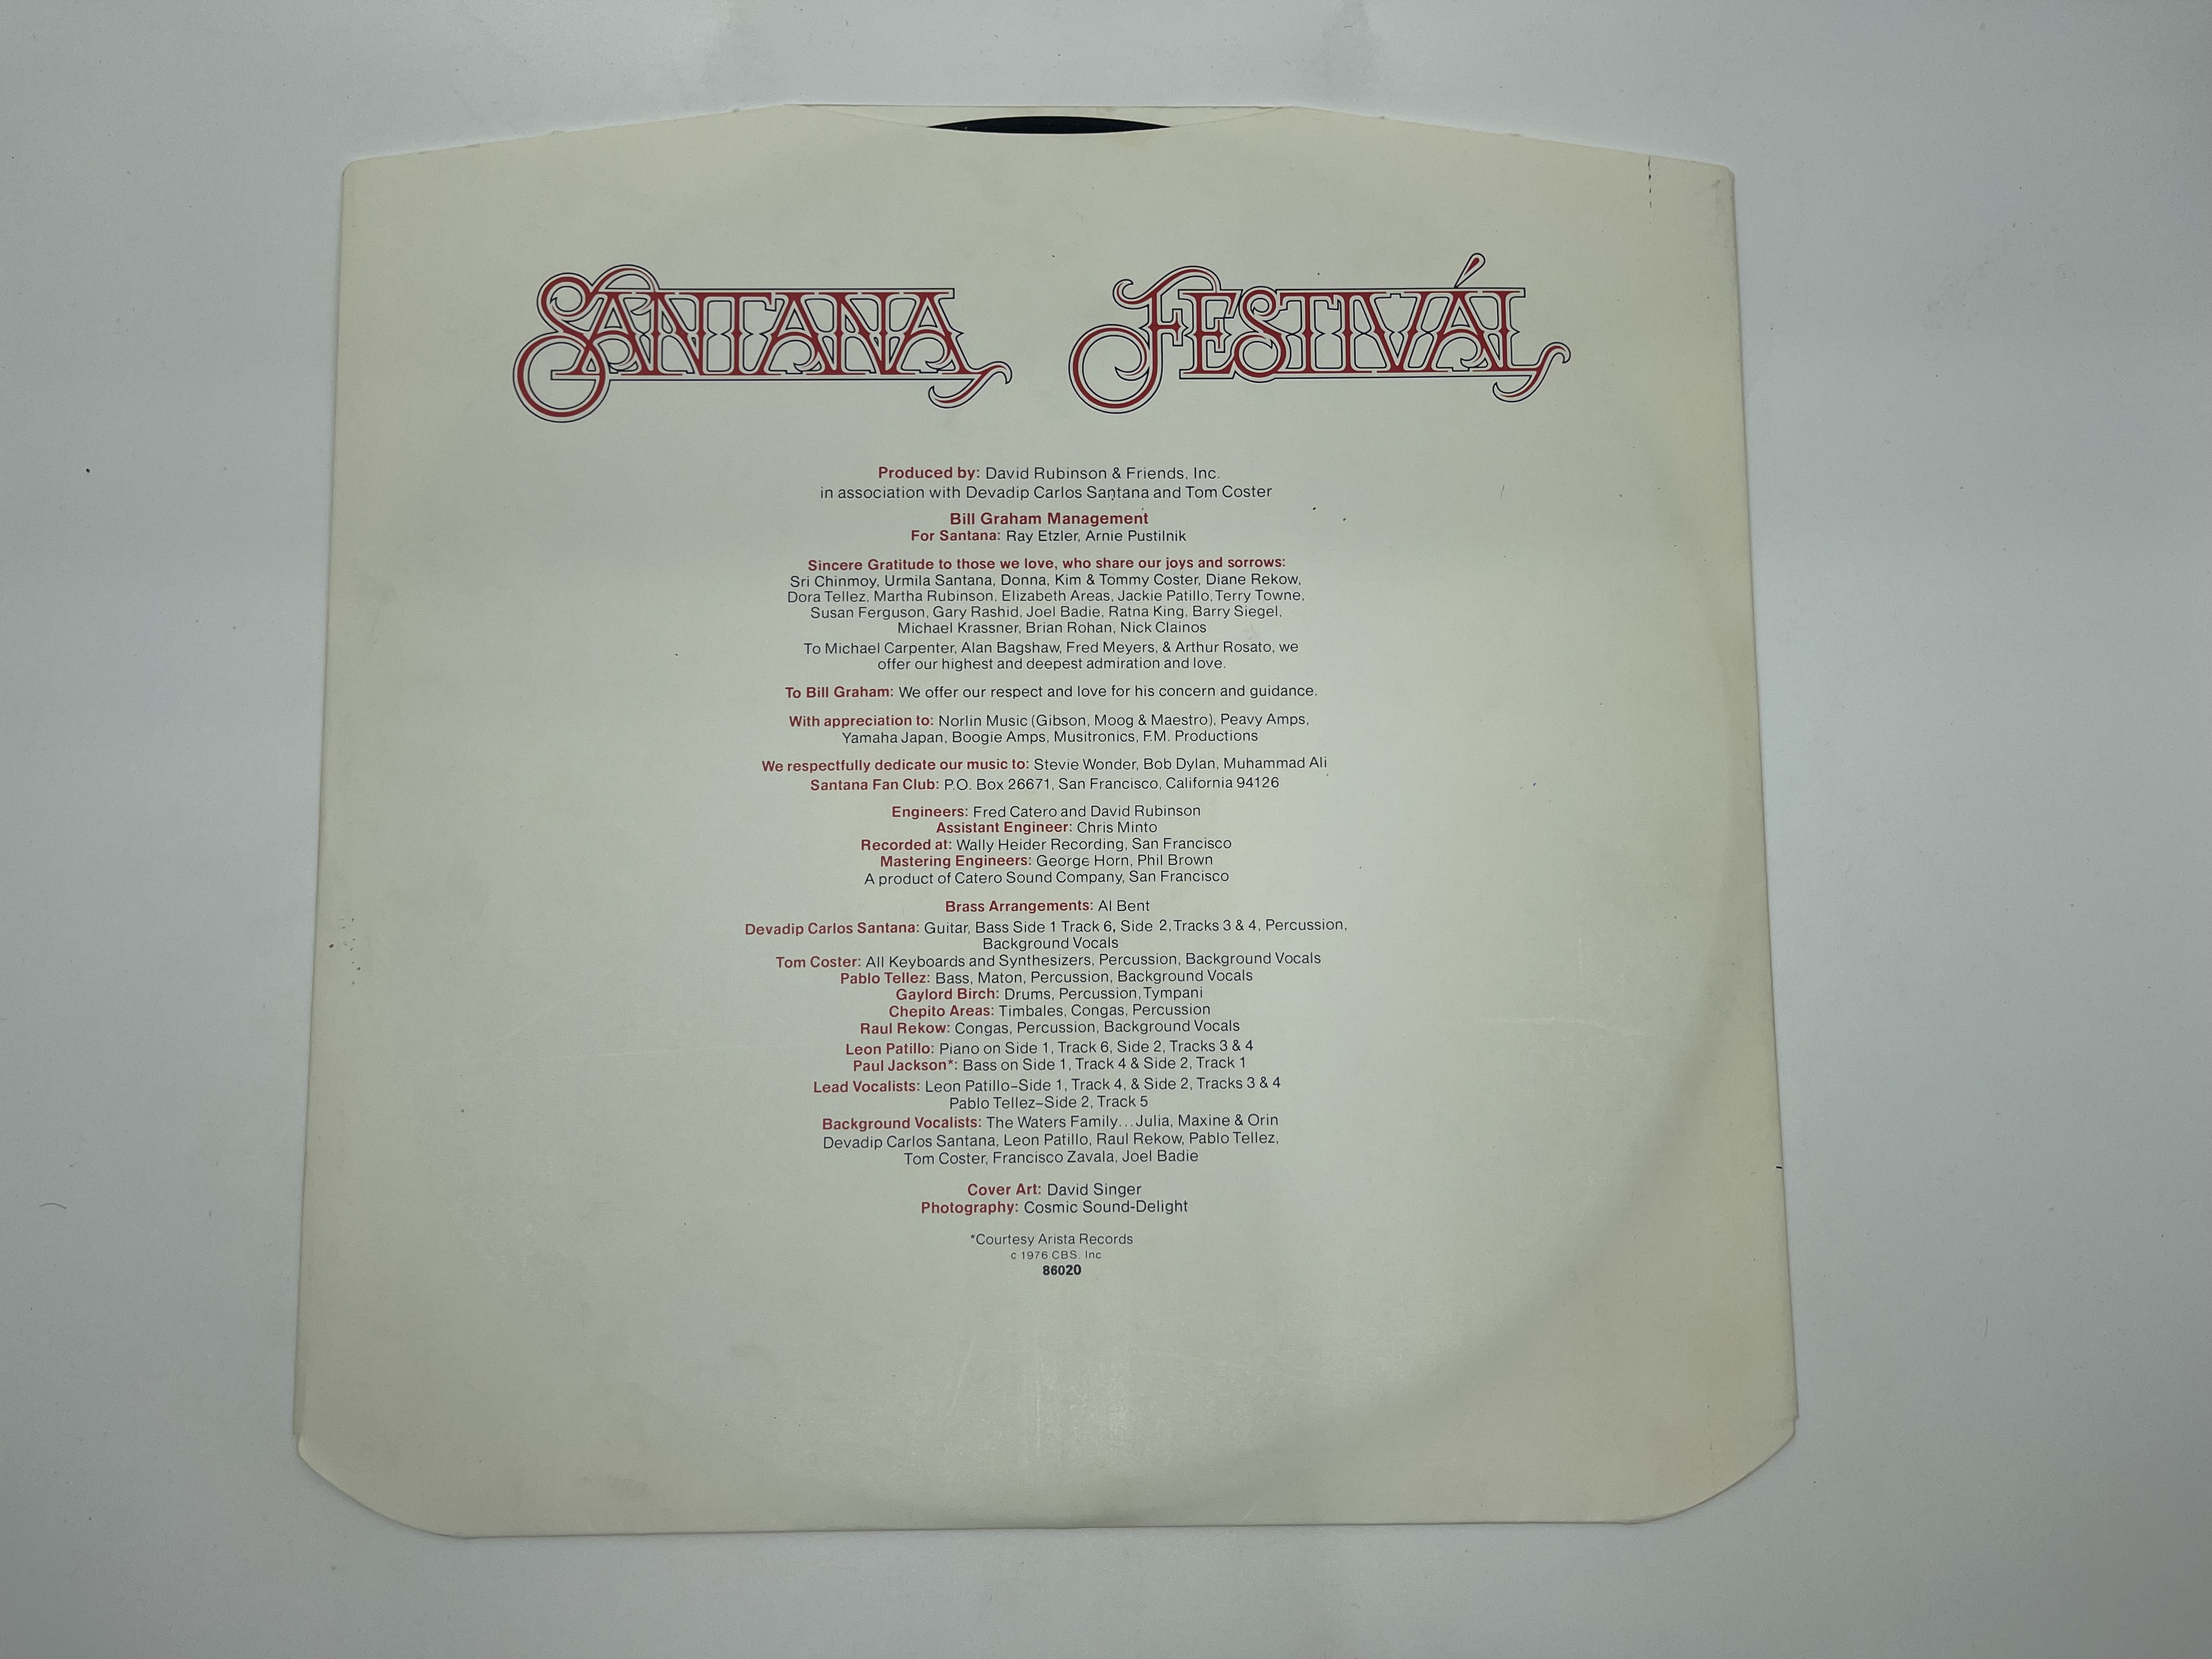 SANTANA FESTIVÁL
Produced by: David Rubinson & Friends, Inc.
in association with Devadip Carlos Santana and Tom Coster
Bill Graham Management
For Santana: Ray Etzler, Arnie Pustilnik
Sincere Gratitude to those we love, who share our joys and sorrows:
Sri Chinmoy, Urmila Santana, Donna, Kim & Tommy Coster, Diane Rekow,
Dora Tellez, Martha Rubinson, Elizabeth Areas, Jackie Patillo, Terry Towne,
Susan Ferguson, Gary Rashid, Joel Badie, Ratna King, Barry Siegel,
Michael Krassner, Brian Rohan, Nick Clainos
To Michael Carpenter, Alan Bagshaw, Fred Meyers, & Arthur Rosato, we
offer our highest and deepest admiration and love.
To Bill Graham: We offer our respect and love for his concern and guidance.
With appreciation to: Norlin Music (Gibson, Moog & Maestro), Peavy Amps,
Yamaha Japan, Boogie Amps, Musitronics, F.M. Productions
We respectfully dedicate our music to: Stevie Wonder, Bob Dylan, Muhammad Ali
Santana Fan Club: P.O. Box 26671, San Francisco, California 94126
Engineers: Fred Catero and David Rubinson
Assistant Engineer: Chris Minto
Recorded at: Wally Heider Recording, San Francisco
Mastering Engineers: George Horn, Phil Brown
A product of Catero Sound Company, San Francisco
Brass Arrangements: Al Bent
Devadip Carlos Santana: Guitar, Bass Side 1 Track 6, Side 2, Tracks 3 & 4, Percussion,
Background Vocals
Tom Coster: All Keyboards and Synthesizers, Percussion, Background Vocals
Pablo Tellez: Bass, Maton, Percussion, Background Vocals
Gaylord Birch: Drums, Percussion, Tympani
Chepito Areas: Timbales, Congas, Percussion
Raul Rekow: Congas, Percussion, Background Vocals
Leon Patillo: Piano on Side 1, Track 6, Side 2, Tracks 3 & 4
Paul Jackson*: Bass on Side 1, Track 4 & Side 2, Track 1
Lead Vocalists: Leon Patillo–Side 1, Track 4, & Side 2, Tracks 3 & 4
Pablo Tellez–Side 2, Track 5
Background Vocalists: The Waters Family...Julia, Maxine & Orin
Devadip Carlos Santana, Leon Patillo, Raul Rekow, Pablo Tellez,
Tom Coster, Francisco Zavala, Joel Badie
Cover Art: David Singer
Photography: Cosmic Sound-Delight
*Courtesy Arista Records
c 1976 CBS. Inc
86020